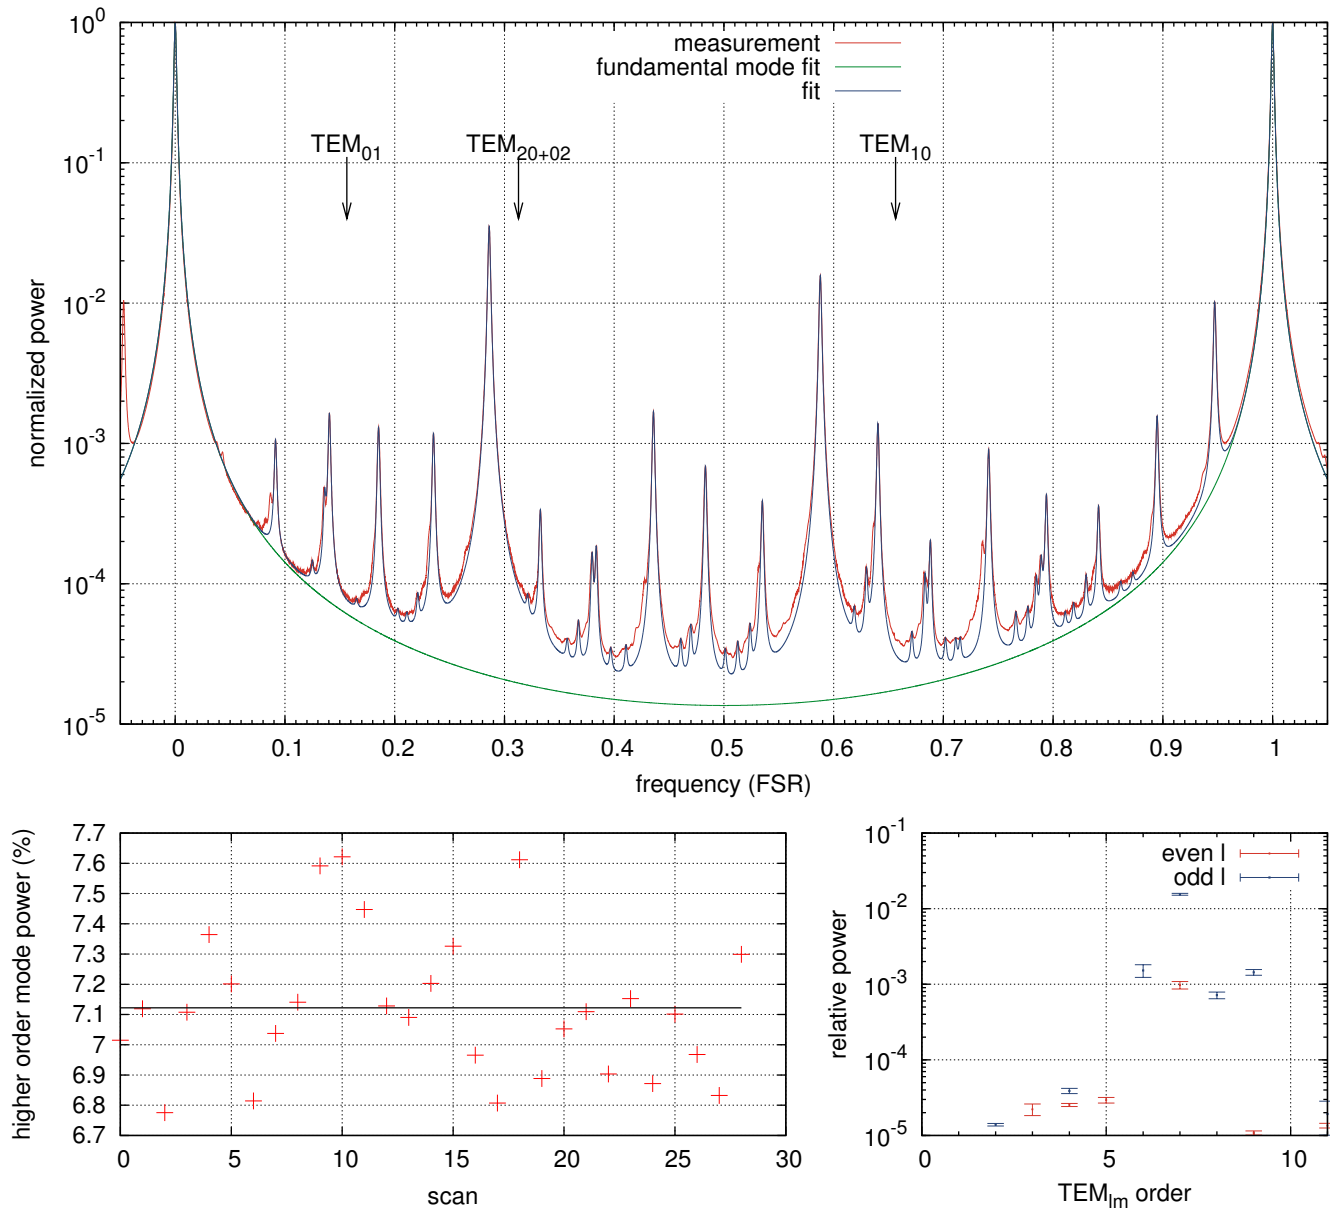 10^0
10^-1
10^-2
10^-3
10^-4
10^-5
normalized power
measurement
fundamental mode fit
fit
TEM_01
TEM_20+02
TEM_10
0 0.1 0.2 0.3 0.4 0.5 0.6 0.7 0.8 0.9 1
frequency (FSR)
7.7
7.6
7.5
7.4
7.3
7.2
7.1
7
6.9
6.8
6.7
higher order mode power (%)
0 5 10 15 20 25 30
scan
10^-1
10^-2
10^-3
10^-4
10^-5
relative power
even l
odd l
0 5 10
TEM_lm order